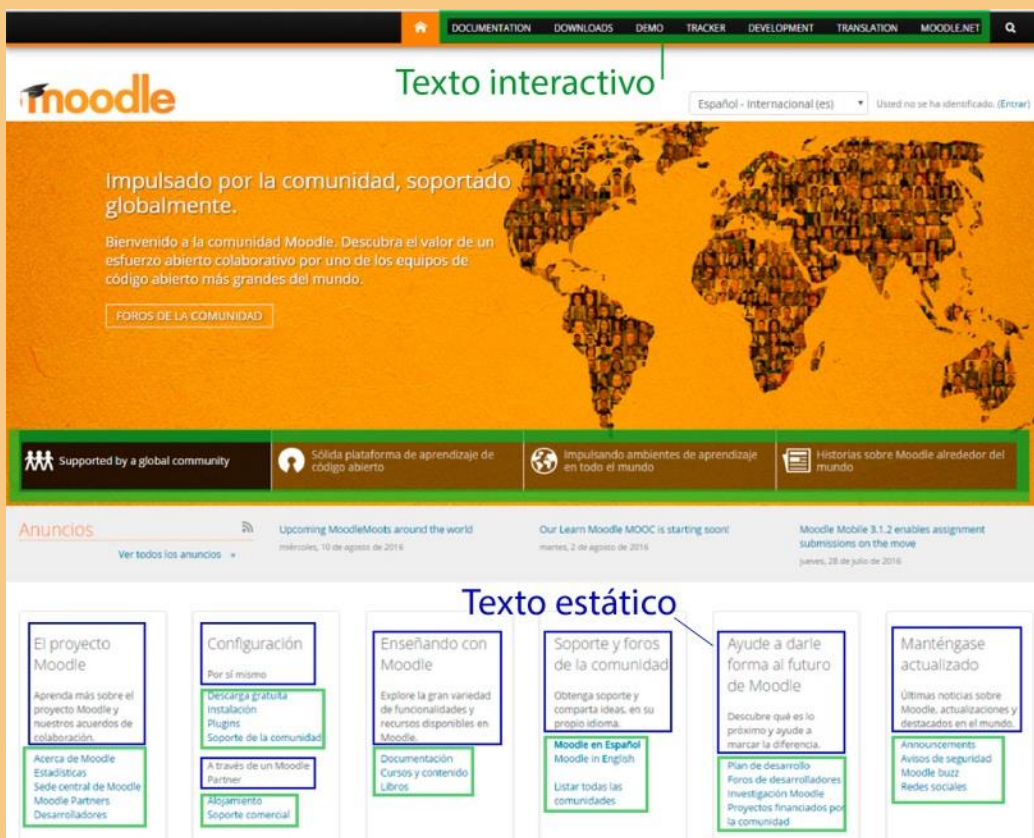 DOCUMENTATION DOWNLOADS DEMO TRACKER DEVELOPMENT TRANSLATION MOODLE.NET
Texto interactivo
moodle
Español - Internacional (es)
Usted no se ha identificado. (Entrar)
Impulsado por la comunidad, soportado
globalmente.
Bienvenido a la comunidad Moodle. Descubra el valor de un
esfuerzo abierto colaborativo por uno de los equipos de
código abierto más grandes del mundo.
FOROS DE LA COMUNIDAD
Supported by a global community
Sólida plataforma de aprendizaje de
código abierto
Impulsando ambientes de aprendizaje
en todo el mundo
Historias sobre Moodle alrededor del
mundo
Anuncios
Ver todos los anuncios »
Upcoming MoodleMoots around the world
miércoles, 10 de agosto de 2016
Our Learn Moodle MOOC is starting soon!
martes, 2 de agosto de 2016
Moodle Mobile 3.1.2 enables assignment
submissions on the move
jueves, 28 de julio de 2016
Texto estático
El proyecto
Moodle
Aprenda más sobre el
proyecto Moodle y
nuestros acuerdos de
colaboración.
Acerca de Moodle
Estadísticas
Sede central de Moodle
Moodle Partners
Desarrolladores
Configuración
Por sí mismo
Descarga gratuita
Instalación
Plugins
Soporte de la comunidad
A través de un Moodle
Partner
Alojamiento
Soporte comercial
Enseñando con
Moodle
Explore la gran variedad
de funcionalidades y
recursos disponibles en
Moodle.
Documentación
Cursos y contenido
Libros
Soporte y foros
de la comunidad
Obtenga soporte y
comparta ideas, en su
propio idioma.
Moodle en Español
Moodle in English
Listar todas las
comunidades
Ayude a darle
forma al futuro
de Moodle
Descubre qué es lo
próximo y ayude a
marcar la diferencia.
Plan de desarrollo
Foros de desarrolladores
Investigación Moodle
Proyectos financiados por
la comunidad
Manténgase
actualizado
Últimas noticias sobre
Moodle, actualizaciones y
destacados en el mundo.
Announcements
Avisos de seguridad
Moodle buzz
Redes sociales